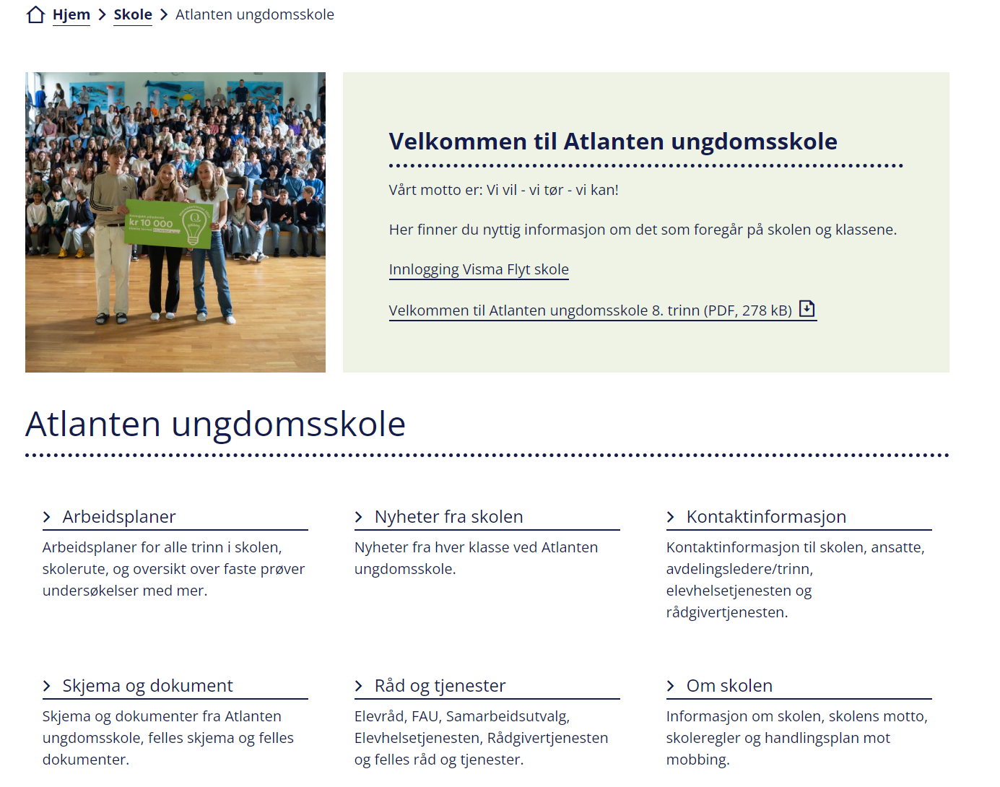 Hjem
Skole
Atlanten ungdomsskole
kr 10 000
Velkommen til Atlanten ungdomsskole
Vårt motto er: Vi vil - vi tør - vi kan!
Her finner du nyttig informasjon om det som foregår på skolen og klassene.
Innlogging Visma Flyt skole
Velkommen til Atlanten ungdomsskole 8. trinn (PDF, 278 kB)
Atlanten ungdomsskole
Arbeidsplaner
Arbeidsplaner for alle trinn i skolen,
skolerute, og oversikt over faste prøver
undersøkelser med mer.
Nyheter fra skolen
Nyheter fra hver klasse ved Atlanten
ungdomsskole.
Kontaktinformasjon
Kontaktinformasjon til skolen, ansatte,
avdelingsledere/trinn,
elevhelsetjenesten og
rådgivertjenesten.
Skjema og dokument
Skjema og dokumenter fra Atlanten
ungdomsskole, felles skjema og felles
dokumenter.
Råd og tjenester
Elevråd, FAU, Samarbeidsutvalg,
Elevhelsetjenesten, Rådgivertjenesten
og felles råd og tjenester.
Om skolen
Informasjon om skolen, skolens motto,
skoleregler og handlingsplan mot
mobbing.